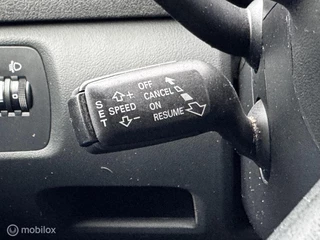 SET
SPEED
+
-
OFF
CANCEL
ON
RESUME
© mobilox